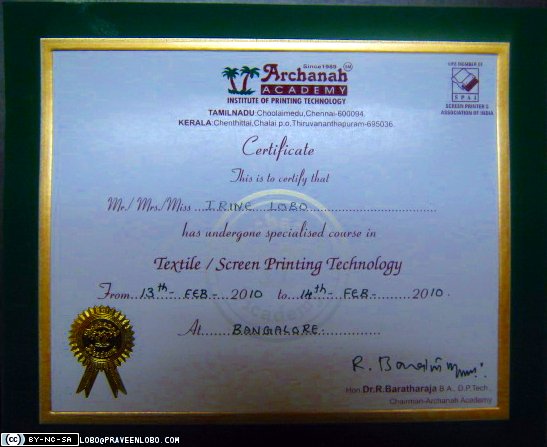 Since1989 SM
Archanah
ACADEMY
INSTITUTE OF PRINTING TECHNOLOGY
LIFE MEMBER OF
SPAI
SCREEN PRINTER'S
ASSOCIATION OF INDIA
TAMILNADU:Choolaimedu,Chennai-600094.
KERALA:Chenthittai,Chalai p.o,Thiruvananthapuram-695036.
Certificate
This is to certify that
Mr/Mrs/Miss...IRINE LOBO...
has undergone specialised course in
Textile / Screen Printing Technology
From...13th- FEB- 2010 to...14th- FEB-...2010.
At...BANGALORE...
R. Bara
Hon.Dr.R.Baratharaja B.A., D.P.Tech.,
Chairman-Archanah Academy
cc BY-NC-SA LOBO@PRAVEENLOBO.COM